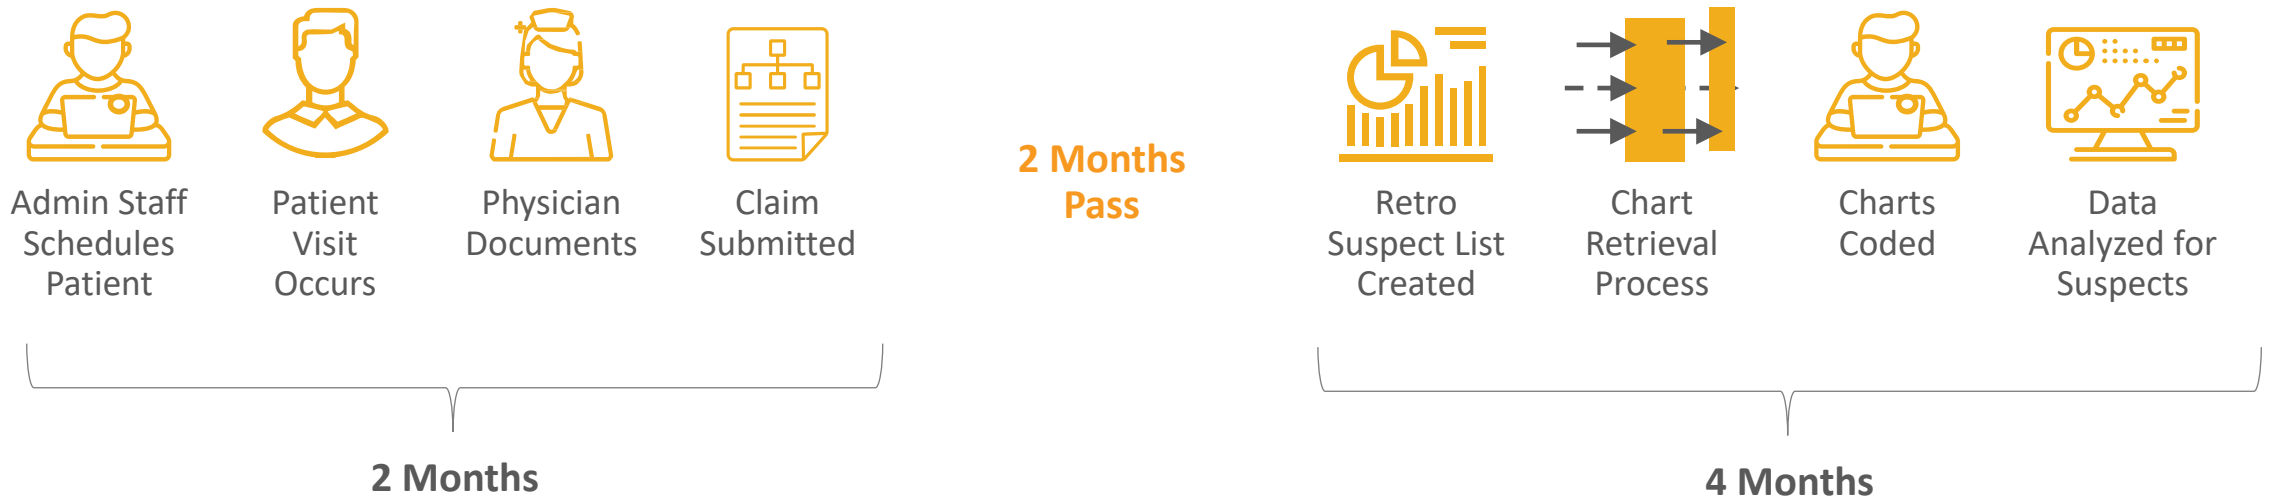 Admin Staff
Schedules
Patient
Patient
Visit
Occurs
Physician
Documents
Claim
Submitted
2 Months
Pass
Retro
Suspect List
Created
Chart
Retrieval
Process
Charts
Coded
Data
Analyzed for
Suspects
2 Months
4 Months